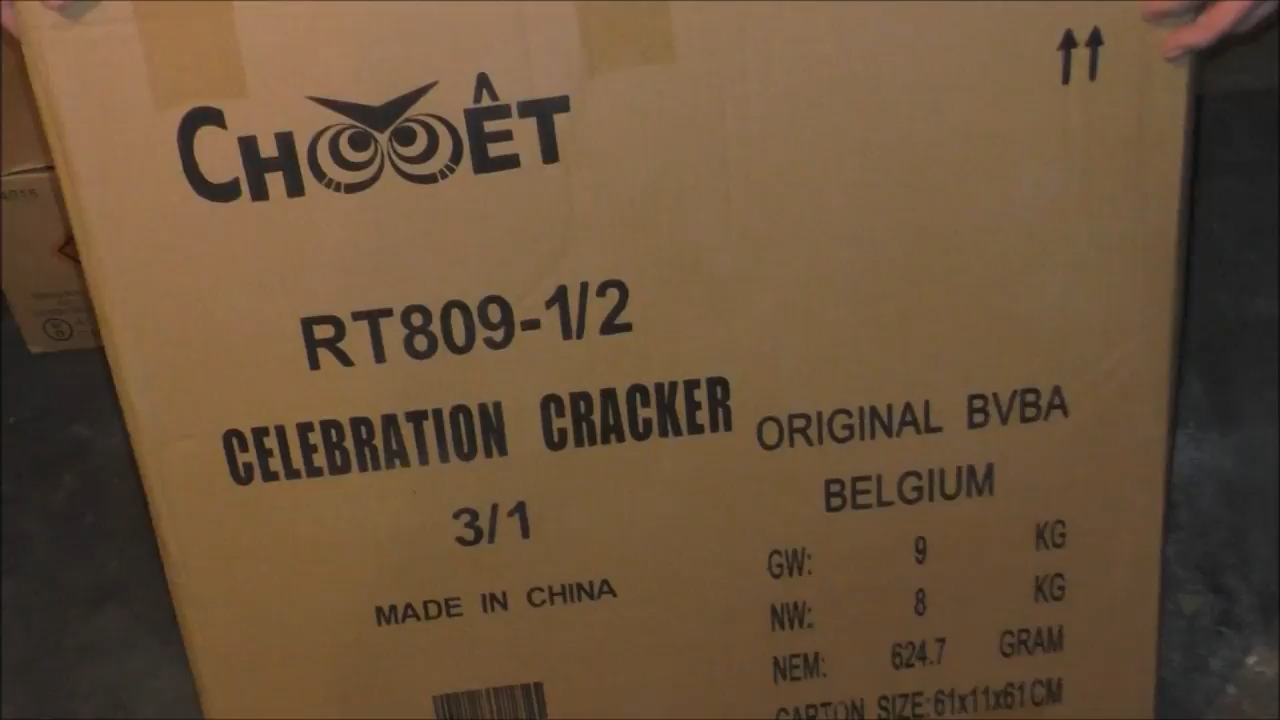 CHOOÊT
RT809-1/2
CELEBRATION CRACKER
3/1
MADE IN CHINA
ORIGINAL BVBA
BELGIUM
GW: 9 KG
NW: 8 KG
NEM: 624.7 GRAM
CARTON SIZE: 61x11x61CM